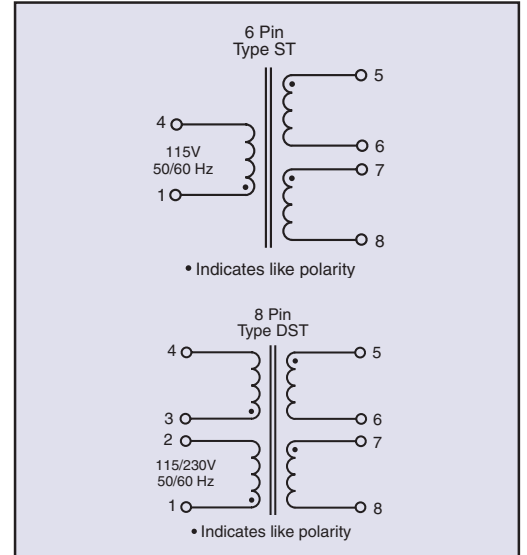 6 Pin
Type ST
5
4
115V
50/60 Hz
6
7
1
8
• Indicates like polarity
8 Pin
Type DST
4
5
3
6
2
7
115/230V
50/60 Hz
1
8
• Indicates like polarity